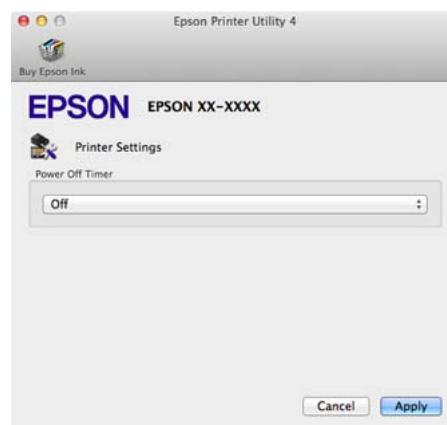 Epson Printer Utility 4
Buy Epson Ink
EPSON EPSON XX-XXXX
Printer Settings
Power Off Timer
Off
Cancel Apply